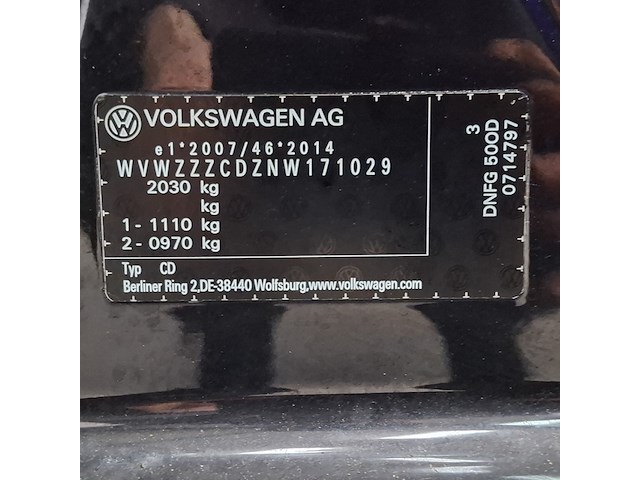 VOLKSWAGEN AG
e1*2007/46*2014
WVWZZZCDZNW171029
2030 kg
kg
1 - 1110 kg
2 - 0970 kg
Typ CD
Berliner Ring 2,DE-38440 Wolfsburg,www.volkswagen.com
3
DNFG 500D
0714797